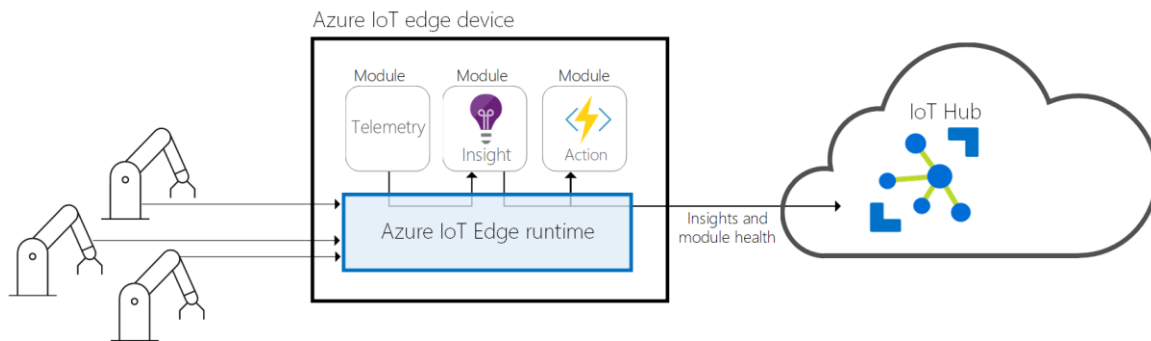 Azure IoT edge device
Module
Module
Module
Telemetry
Insight
Action
Azure IoT Edge runtime
Insights and
module health
IoT Hub